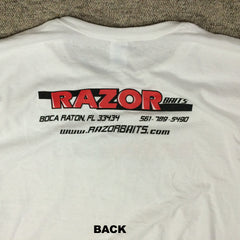 RAZOR BAITS
BOCA RATON, FL 33434 561-789-5490
www.RAZORBAITS.com
BACK